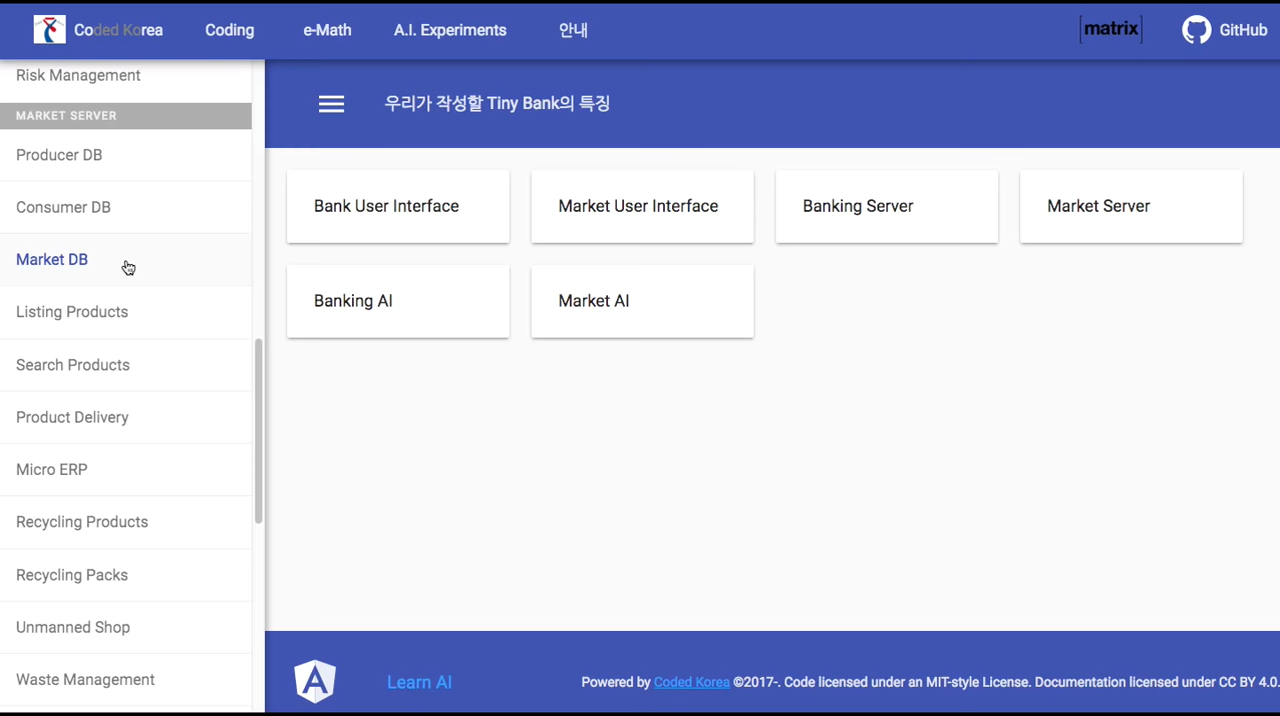 Coded Korea
Coding
e-Math
A.I. Experiments
안내
[matrix]
GitHub
Risk Management
MARKET SERVER
Producer DB
Consumer DB
Market DB
Listing Products
Search Products
Product Delivery
Micro ERP
Recycling Products
Recycling Packs
Unmanned Shop
Waste Management
우리가 작성할 Tiny Bank의 특징
Bank User Interface
Market User Interface
Banking Server
Market Server
Banking AI
Market AI
Learn AI
Powered by Coded Korea ©2017-. Code licensed under an MIT-style License. Documentation licensed under CC BY 4.0.